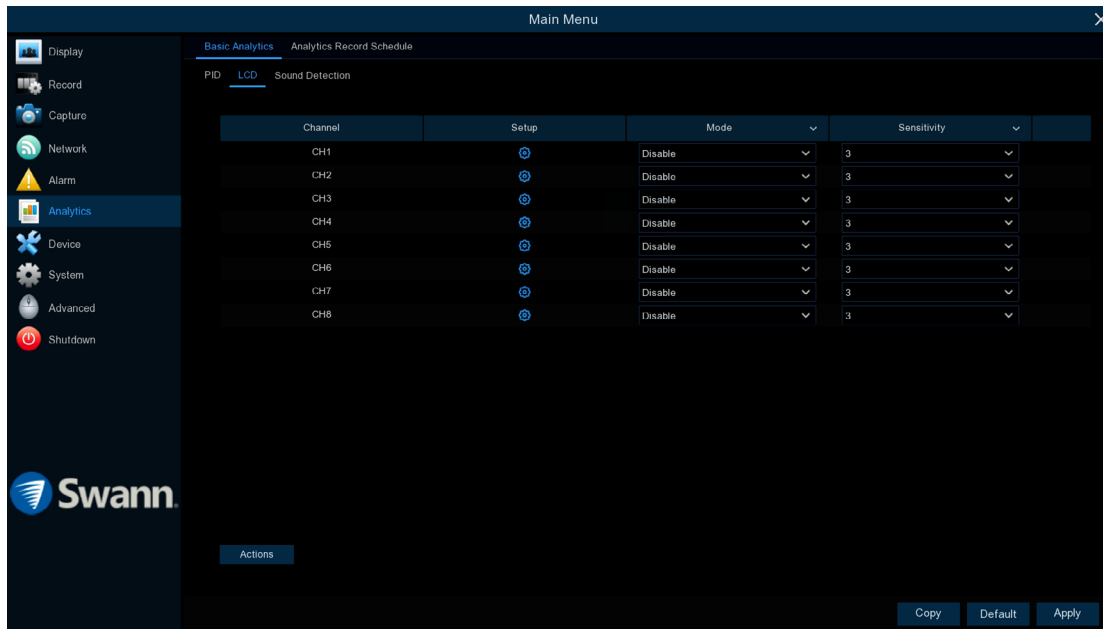 Main Menu
Display
Record
Capture
Network
Alarm
Analytics
Device
System
Advanced
Shutdown
Swann.
Basic Analytics Analytics Record Schedule
PID LCD Sound Detection
Channel Setup Mode Sensitivity
CH1 Disable 3
CH2 Disable 3
CH3 Disable 3
CH4 Disable 3
CH5 Disable 3
CH6 Disable 3
CH7 Disable 3
CH8 Disable 3
Actions
Copy Default Apply